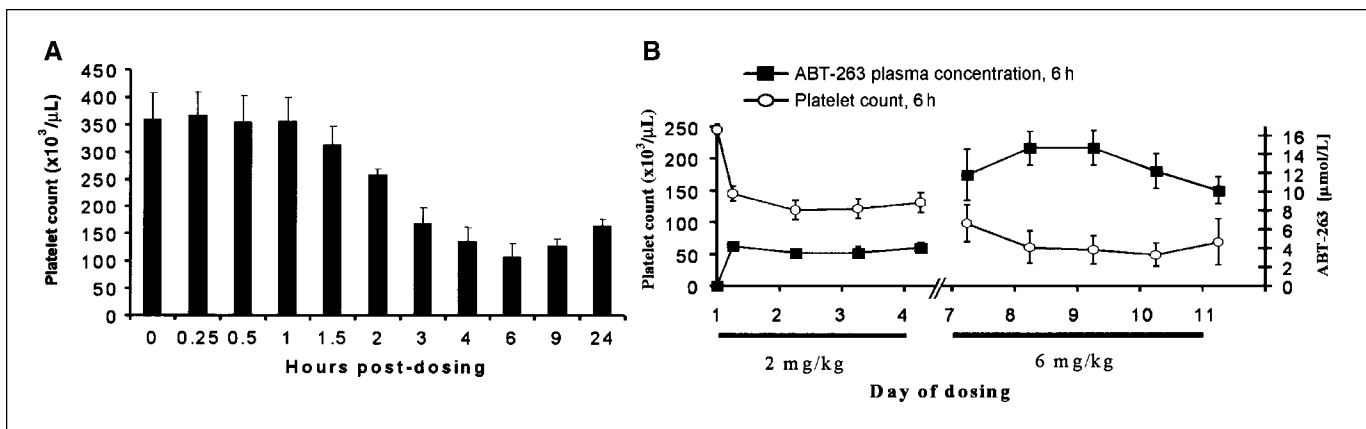 A
Platelet count (x10³/µL)
450
400
350
300
250
200
150
100
50
0
0 0.25 0.5 1 1.5 2 3 4 6 9 24
Hours post-dosing
B
ABT-263 plasma concentration, 6 h
Platelet count, 6 h
Platelet count (x10³/µL)
250
200
150
100
50
0
16
14
12
10
8
6
4
2
0
ABT-263 [µmol/L)
1 2 3 4 7 8 9 10 11
2 mg/kg 6 mg/kg
Day of dosing